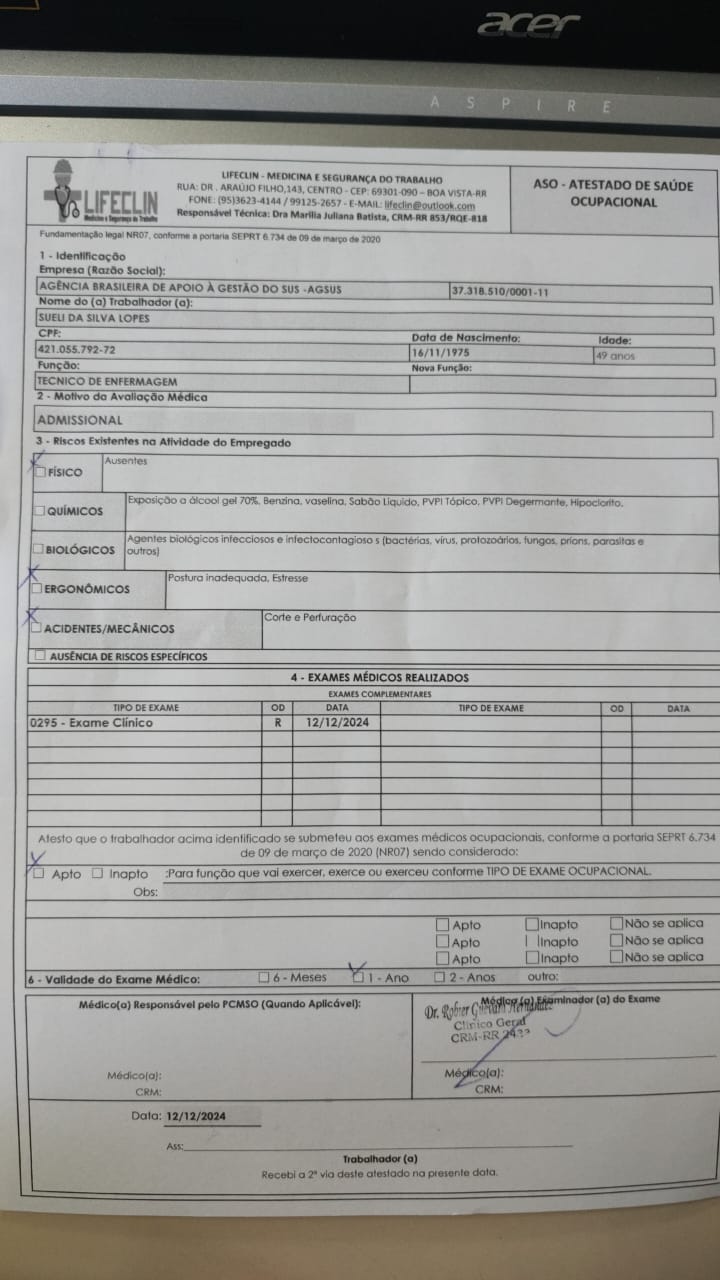 acer
ASPIRE
LIFECLIN
Medicina e Segurança do Trabalho
LIFECLIN - MEDICINA E SEGURANÇA DO TRABALHO
RUA: DR . ARAÚJO FILHO,143, CENTRO - CEP: 69301-090 – BOA VISTA-RR
FONE: (95)3623-4144 / 99125-2657 - E-MAIL: lifeclin@outlook.com
Responsável Técnica: Dra Marilia Juliana Batista, CRM-RR 853/RQE-818
ASO - ATESTADO DE SAÚDE
OCUPACIONAL
Fundamentação legal NR07, conforme a portaria SEPRT 6.734 de 09 de março de 2020
1 - Identificação
Empresa (Razão Social):
AGÊNCIA BRASILEIRA DE APOIO À GESTÃO DO SUS -AGSUS 37.318.510/0001-11
Nome do (a) Trabalhador (a):
SUELI DA SILVA LOPES
CPF: Data de Nascimento: Idade:
421.055.792-72 16/11/1975 49 anos
Função: Nova Função:
TECNICO DE ENFERMAGEM
2 - Motivo da Avaliação Médica
ADMISSIONAL
3 - Riscos Existentes na Atividade do Empregado
FÍSICO Ausentes
QUÍMICOS Exposição a álcool gel 70%, Benzina, vaselina, Sabão Liquido, PVPI Tópico, PVPI Degermante, Hipoclorito.
BIOLÓGICOS Agentes biológicos infecciosos e infectocontagioso s (bactérias, vírus, protozoários, fungos, príons, parasitas e
outros)
ERGONÔMICOS Postura inadequada, Estresse
ACIDENTES/MECÂNICOS Corte e Perfuração
AUSÊNCIA DE RISCOS ESPECÍFICOS
4 - EXAMES MÉDICOS REALIZADOS
EXAMES COMPLEMENTARES
TIPO DE EXAME OD DATA TIPO DE EXAME OD DATA
0295 - Exame Clínico R 12/12/2024
Atesto que o trabalhador acima identificado se submeteu aos exames médicos ocupacionais, conforme a portaria SEPRT 6.734
de 09 de março de 2020 (NR07) sendo considerado:
Apto Inapto :Para função que vai exercer, exerce ou exerceu conforme TIPO DE EXAME OCUPACIONAL.
Obs:
Apto Inapto Não se aplica
Apto Inapto Não se aplica
Apto Inapto Não se aplica
6 - Validade do Exame Médico: 6 - Meses 1 - Ano 2 - Anos outro:
Médico(a) Responsável pelo PCMSO (Quando Aplicável):
Médico (a) Examinador (a) do Exame
Dr.
Clínico Geral
CRM-RR
Médico(a): Médico(a):
CRM: CRM:
Data: 12/12/2024
Ass:
Trabalhador (a)
Recebi a 2ª via deste atestado na presente data.